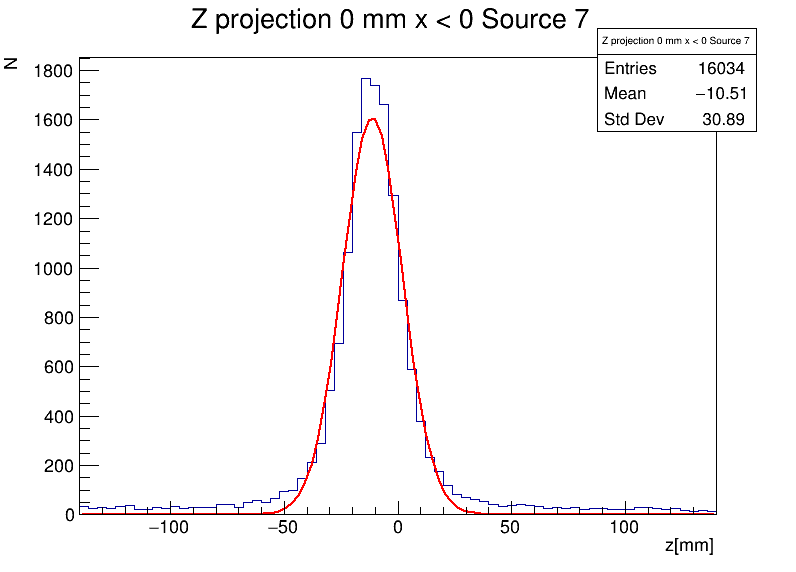 Z projection 0 mm x < 0 Source 7
Z projection 0 mm x < 0 Source 7
Entries 16034
Mean −10.51
Std Dev 30.89
N
1800
1600
1400
1200
1000
800
600
400
200
0
−100 −50 0 50 100
z[mm]